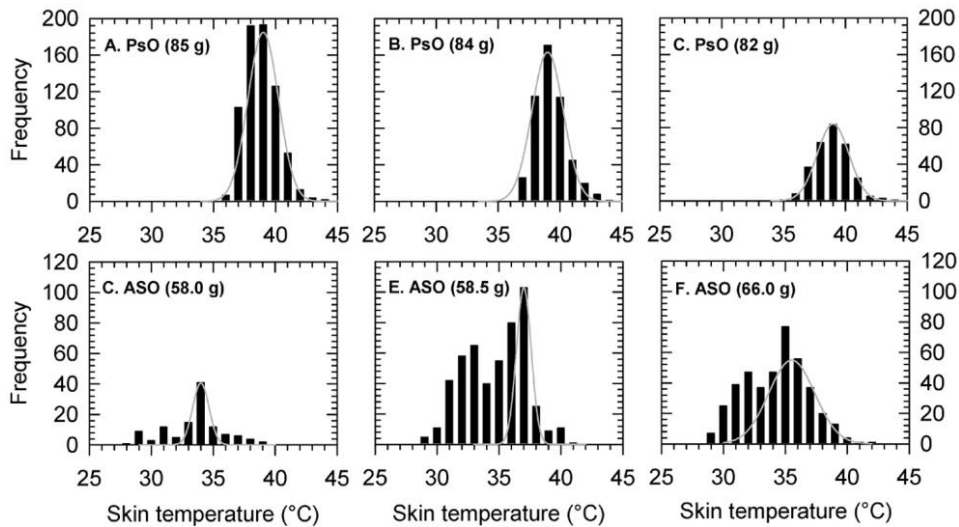 A. PsO (85 g)
B. PsO (84 g)
C. PsO (82 g)
Frequency
200
160
120
80
40
0
200
160
120
80
40
0
25 30 35 40 45
25 30 35 40 45
25 30 35 40 45
C. ASO (58.0 g)
E. ASO (58.5 g)
F. ASO (66.0 g)
Frequency
120
100
80
60
40
20
0
120
100
80
60
40
20
0
25 30 35 40 45
25 30 35 40 45
25 30 35 40 45
Skin temperature (°C)
Skin temperature (°C)
Skin temperature (°C)